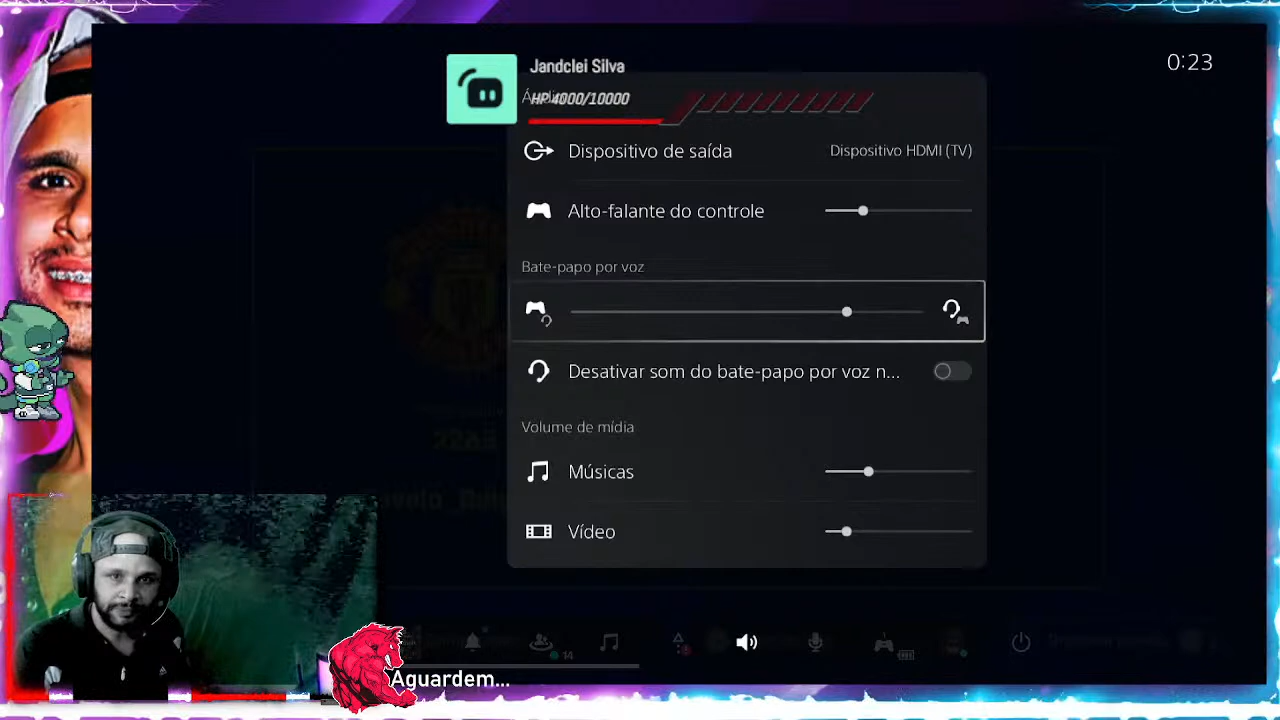 Jandclei Silva
0:23
HP 4000/10000
Dispositivo de saída
Dispositivo HDMI (TV)
Alto-falante do controle
Bate-papo por voz
Desativar som do bate-papo por voz n...
Volume de mídia
Músicas
Vídeo
14
Aguardem...